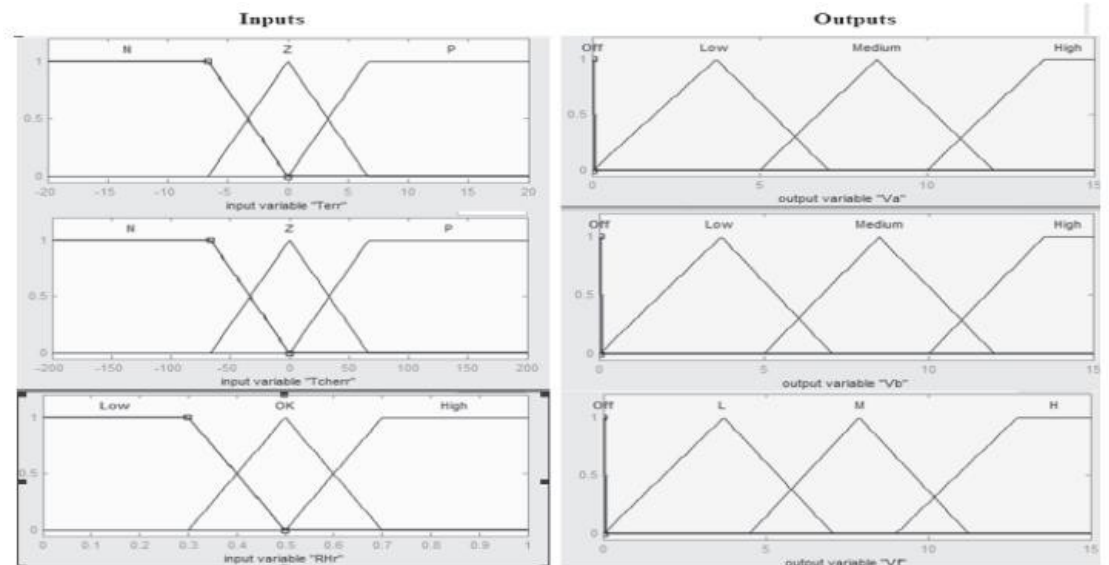 Inputs
N Z P
1
0.5
0
-20 -15 -10 -5 0 5 10 15 20
input variable "Terr"
N Z P
1
0.5
0
-200 -150 -100 -50 0 50 100 150 200
input variable "Tcherr"
Low OK High
1
0.5
0
0 0.1 0.2 0.3 0.4 0.5 0.6 0.7 0.8 0.9 1
input variable "RHr"
Outputs
Off Low Medium High
1
0.5
0
0 5 10 15
output variable "Va"
Off Low Medium High
1
0.5
0
0 5 10 15
output variable "Vb"
Off L M H
1
0.5
0
0 5 10 15
output variable "Vf"